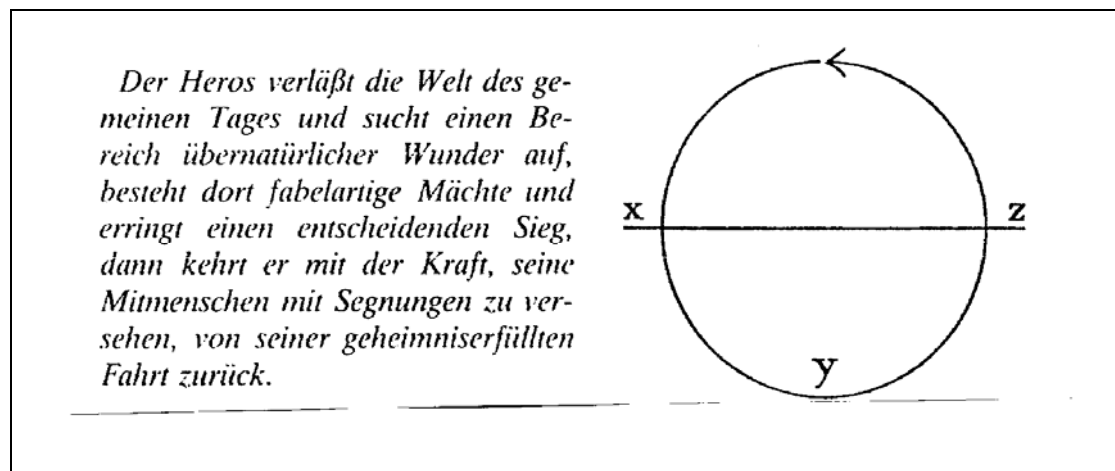 Der Heros verläßt die Welt des ge-
meinen Tages und sucht einen Be-
reich übernatürlicher Wunder auf,
besteht dort fabelartige Mächte und
erringt einen entscheidenden Sieg,
dann kehrt er mit der Kraft, seine
Mitmenschen mit Segnungen zu ver-
sehen, von seiner geheimniserfüllten
Fahrt zurück.
x
z
y